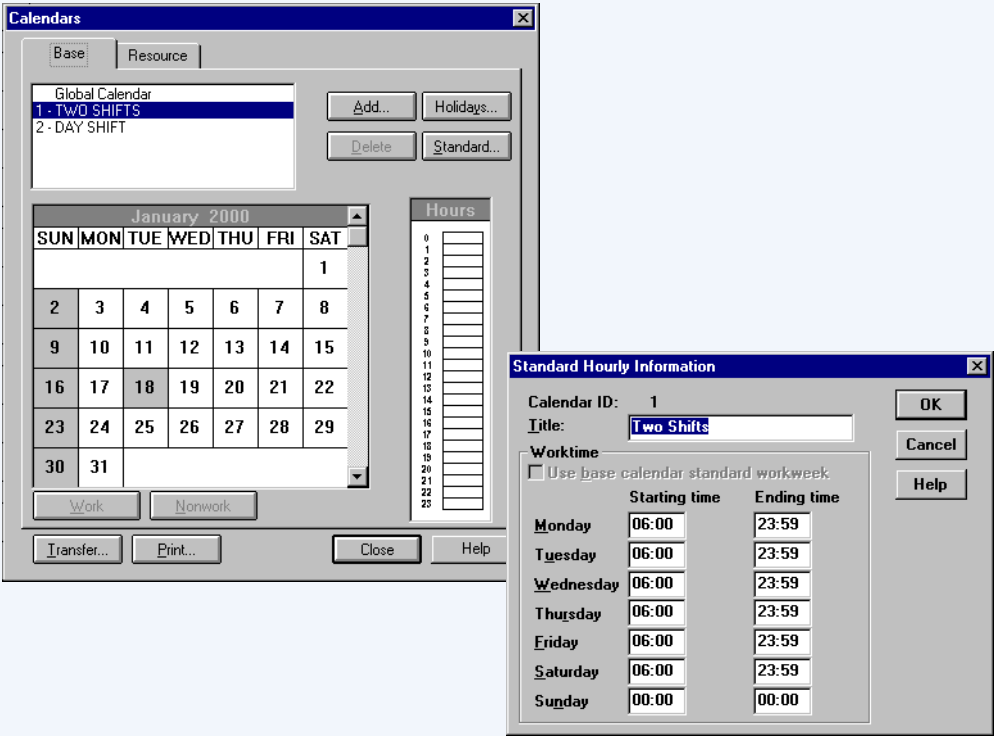 Calendars
Base
Resource
Global Calendar
1 - TWO SHIFTS
2 - DAY SHIFT
Add...
Holidays...
Delete
Standard...
January 2000
SUN MON TUE WED THU FRI SAT
1
2 3 4 5 6 7 8
9 10 11 12 13 14 15
16 17 18 19 20 21 22
23 24 25 26 27 28 29
30 31
Hours
0
1
2
3
4
5
6
7
8
9
10
11
12
13
14
15
16
17
18
19
20
21
22
23
Work
Nonwork
Transfer...
Print...
Close
Help
Standard Hourly Information
Calendar ID: 1
Title: Two Shifts
Worktime
Use base calendar standard workweek
Starting time Ending time
Monday 06:00 23:59
Tuesday 06:00 23:59
Wednesday 06:00 23:59
Thursday 06:00 23:59
Friday 06:00 23:59
Saturday 06:00 23:59
Sunday 00:00 00:00
OK
Cancel
Help